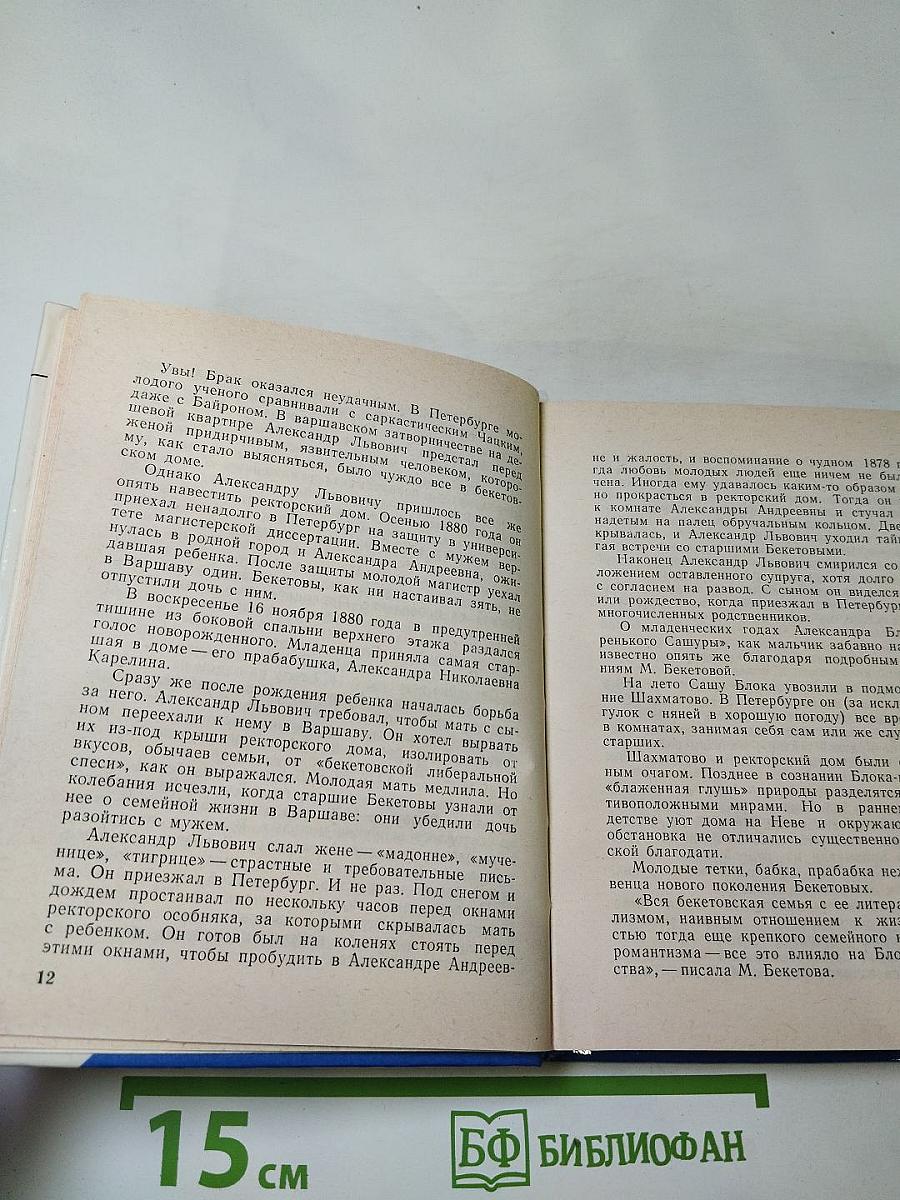 Увы! Брак оказался неудачным. В Петербурге мо-
лодого ученого сравнивали с саркастическим Чацким,
даже с Байроном. В варшавском затворничестве на де-
шевой квартире Александр Львович предстал перед
женой придирчивым, язвительным человеком, которо-
му, как стало выясняться, было чуждо все в бекетов-
ском доме.
Однако Александру Львовичу пришлось все же
опять навестить ректорский дом. Осенью 1880 года он
приехал ненадолго в Петербург на защиту в универси-
тете магистерской диссертации. Вместе с мужем вер-
нулась в родной город и Александра Андреевна, ожи-
давшая ребенка. После защиты молодой магистр уехал
в Варшаву один. Бекетовы, как ни настаивал зять, не
отпустили дочь с ним.
В воскресенье 16 ноября 1880 года в предутренней
тишине из боковой спальни верхнего этажа раздался
голос новорожденного. Младенца приняла самая стар-
шая в доме — его прабабушка, Александра Николаевна
Карелина.
Сразу же после рождения ребенка началась борьба
за него. Александр Львович требовал, чтобы мать с сы-
ном переехали к нему в Варшаву. Он хотел вырвать
их из-под крыши ректорского дома, изолировать от
вкусов, обычаев семьи, от «бекетовской либеральной
спеси», как он выражался. Молодая мать медлила. Но
колебания исчезли, когда старшие Бекетовы узнали от
нее о семейной жизни в Варшаве: они убедили дочь
разойтись с мужем.
Александр Львович слал жене — «мадонне», «муче-
нице», «тигрице» — страстные и требовательные пись-
ма. Он приезжал в Петербург. И не раз. Под снегом и
дождем простаивал по нескольку часов перед окнами
ректорского особняка, за которыми скрывалась мать
с ребенком. Он готов был на коленях стоять перед
этими окнами, чтобы пробудить в Александре Андреев-
12
не и жалость, и воспоминание о чудном 1878
гда любовь молодых людей еще ничем не
чена. Иногда ему удавалось каким-то образом
но прокрасться в ректорский дом. Тогда он
к комнате Александры Андреевны и стучал
надетым на палец обручальным кольцом.
крывалась, и Александр Львович уходил
гая встречи со старшими Бекетовыми.
Наконец Александр Львович смирился
ложением оставленного супруга, хотя долго
с согласием на развод. С сыном он виделся
или рождество, когда приезжал в
многочисленных родственников.
О младенческих годах Александра
ренького Сашуры», как мальчик забавно
известно опять же благодаря подробным
ниям М. Бекетовой.
На лето Сашу Блока увозили в
ние Шахматово. В Петербурге он (за
гулок с няней в хорошую погоду) все
в комнатах, занимая себя сам или же
старших.
Шахматово и ректорский дом были
ным очагом. Позднее в сознании
«блаженная глушь» природы разделятся
тивоположными мирами. Но в
детстве уют дома на Неве и
обстановка не отличались
ской благодати.
Молодые тетки, бабка, прабабка
венца нового поколения Бекетовых.
«Вся бекетовская семья с ее
лизмом, наивным отношением к
стью тогда еще крепкого семейного
романтизма — все это влияло на
ства», — писала М. Бекетова.
15 см
БФ БИБЛИОФАН